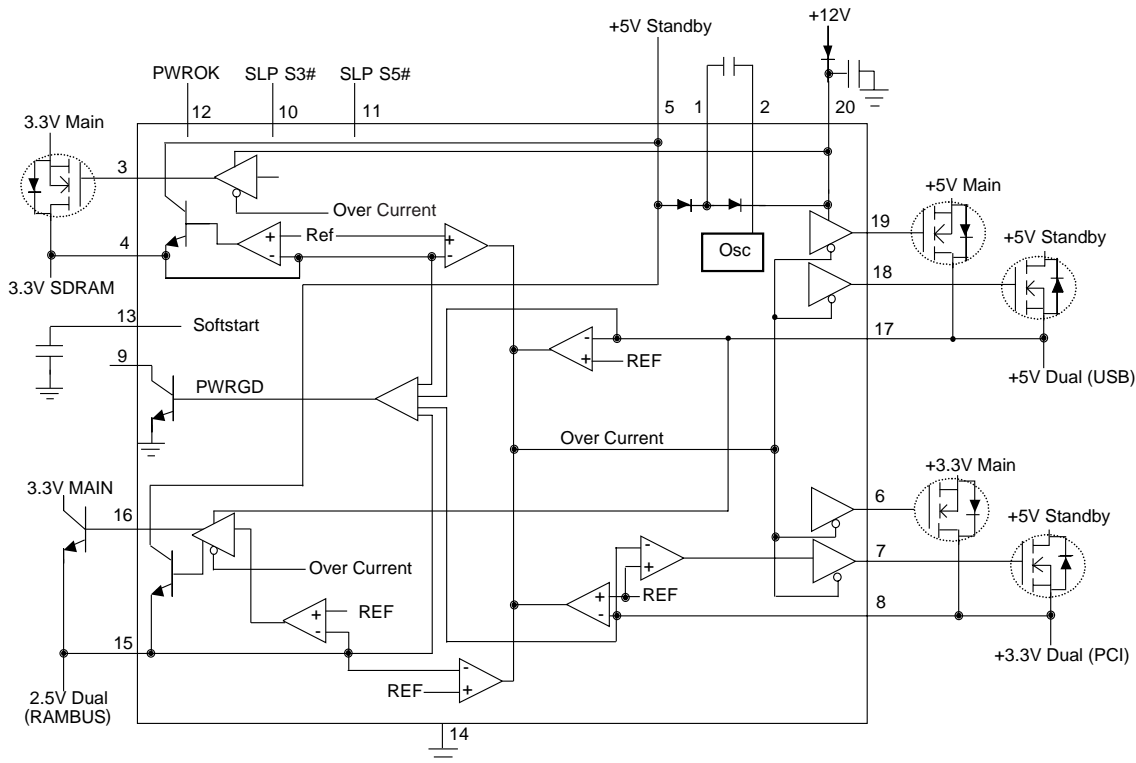 +12V
+5V Standby
PWROK
SLP S3#
SLP S5#
12
10
11
5
1
2
20
3.3V Main
3
+5V Main
19
Over Current
+5V Standby
Ref
+
-
+
-
4
Osc
18
3.3V SDRAM
13
Softstart
17
-
+
REF
9
+5V Dual (USB)
PWRGD
Over Current
+3.3V Main
3.3V MAIN
6
16
+5V Standby
-
+
7
Over Current
+
-
REF
8
+
-
REF
15
+3.3V Dual (PCI)
-
+
REF
2.5V Dual
(RAMBUS)
14